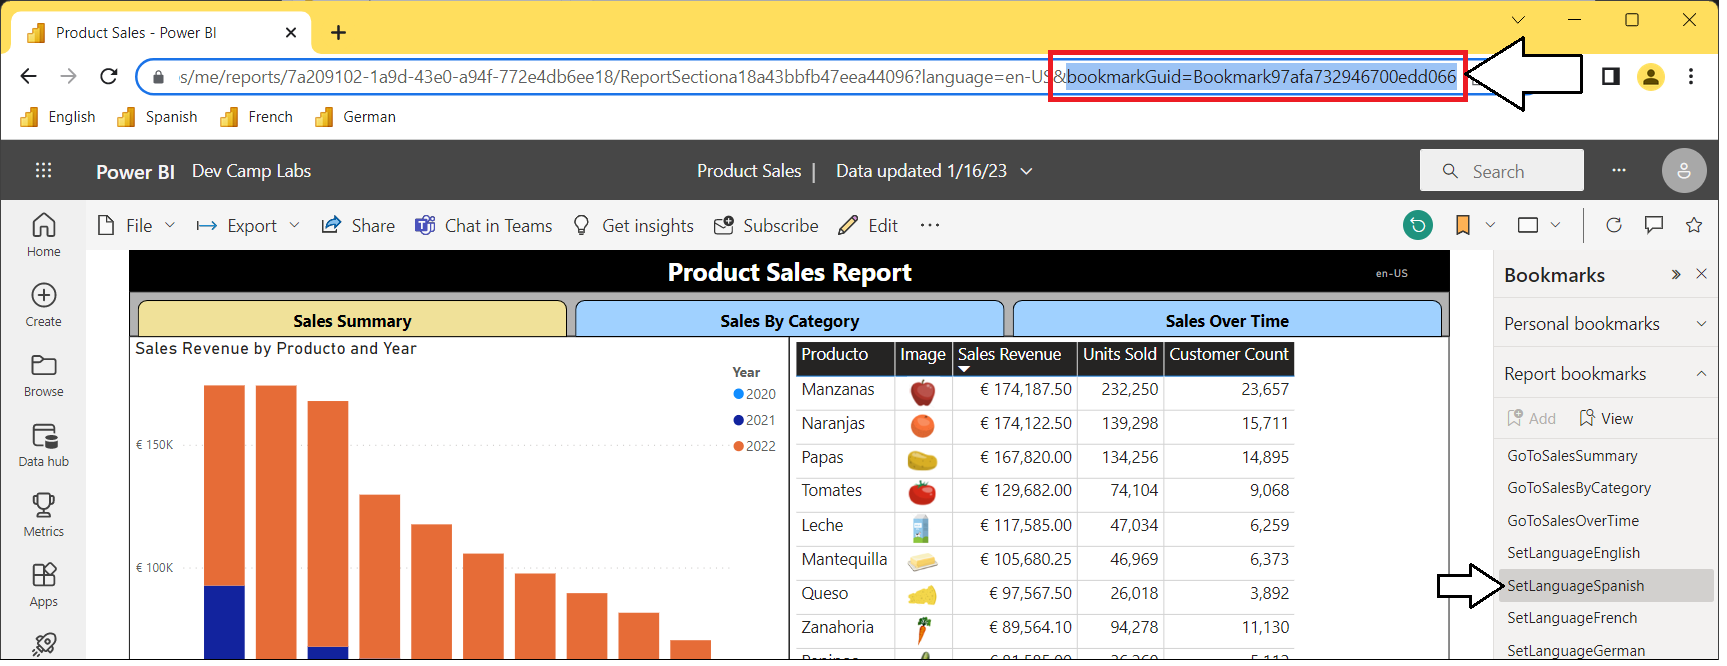 Product Sales - Power BI
os/me/reports/7a209102-1a9d-43e0-a94f-772e4db6ee18/ReportSectiona18a43bbfb47eea44096?language=en-US&bookmarkGuid=Bookmark97afa732946700edd066
English Spanish French German
Power BI Dev Camp Labs Product Sales | Data updated 1/16/23 Search
File Export Share Chat in Teams Get insights Subscribe Edit
Home
Create
Browse
Data hub
Metrics
Apps
Product Sales Report en-US
Sales Summary Sales By Category Sales Over Time
Sales Revenue by Producto and Year
Year
2020
2021
2022
€ 150K
€ 100K
Producto Image Sales Revenue Units Sold Customer Count
Manzanas € 174,187.50 232,250 23,657
Naranjas € 174,122.50 139,298 15,711
Papas € 167,820.00 134,256 14,895
Tomates € 129,682.00 74,104 9,068
Leche € 117,585.00 47,034 6,259
Mantequilla € 105,680.25 46,969 6,373
Queso € 97,567.50 26,018 3,892
Zanahoria € 89,564.10 94,278 11,130
Bookmarks
Personal bookmarks
Report bookmarks
Add View
GoToSalesSummary
GoToSalesByCategory
GoToSalesOverTime
SetLanguageEnglish
SetLanguageSpanish
SetLanguageFrench
SetLanguageGerman